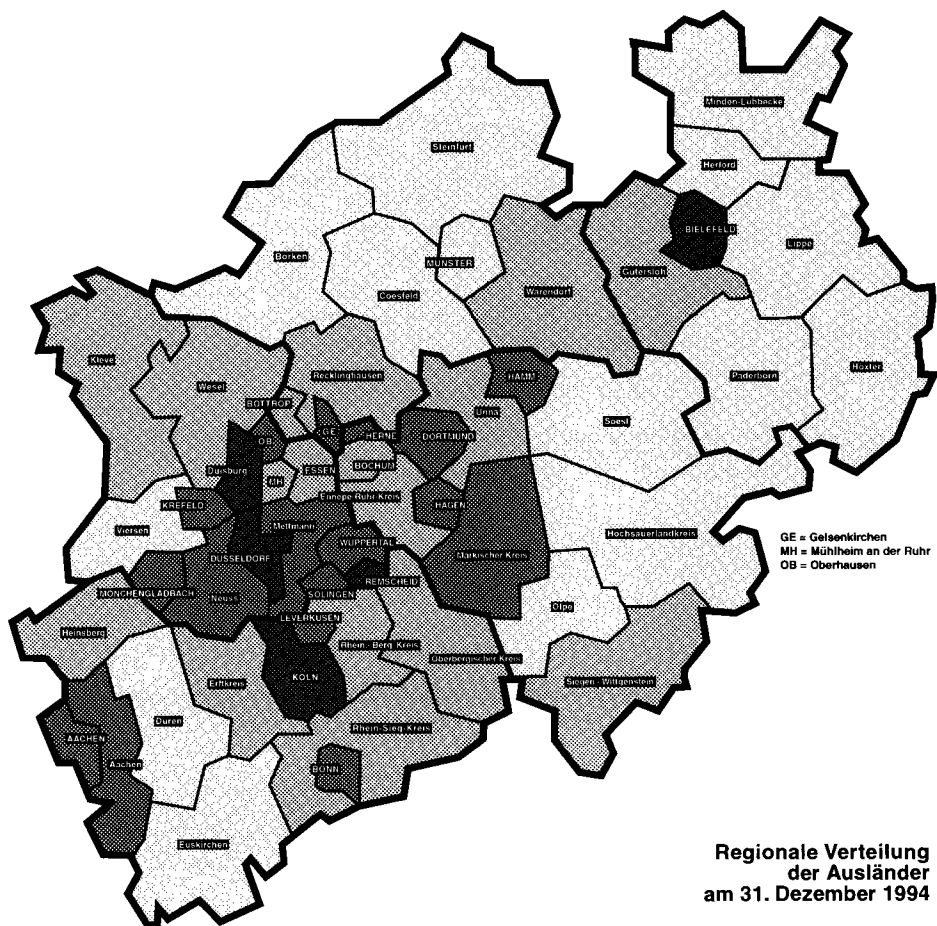 Minden-Lübbecke
Steinfurt
Herford
BIELEFELD
Lippe
Borken
MÜNSTER
Gütersloh
Coesfeld
Warendorf
Kleve
Wesel
Recklinghausen
HAMM
Paderborn
Höxter
BOTTROP
Unna
Soest
GE
HERNE
DORTMUND
OB
Duisburg
ESSEN
BOCHUM
MH
Ennepe-Ruhr-Kreis
KREFELD
HAGEN
Viersen
Mettmann
Hochsauerlandkreis
GE = Gelsenkirchen
MH = Mühlheim an der Ruhr
OB = Oberhausen
WUPPERTAL
DÜSSELDORF
Märkischer Kreis
REMSCHEID
MÖNCHENGLADBACH
Neuss
SOLINGEN
Olpe
LEVERKUSEN
Heinsberg
Rhein.-Berg. Kreis
Oberbergischer Kreis
KÖLN
Erftkreis
Siegen-Wittgenstein
Düren
Rhein-Sieg-Kreis
AACHEN
Aachen
BONN
Euskirchen
Regionale Verteilung
der Ausländer
am 31. Dezember 1994